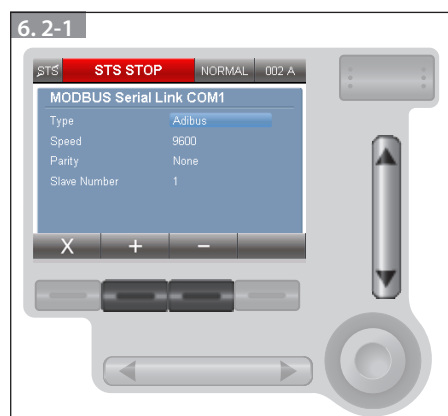 6. 2-1
STS STS STOP NORMAL 002 A
MODBUS Serial Link COM1
Type Adibus
Speed 9600
Parity None
Slave Number 1
X + −